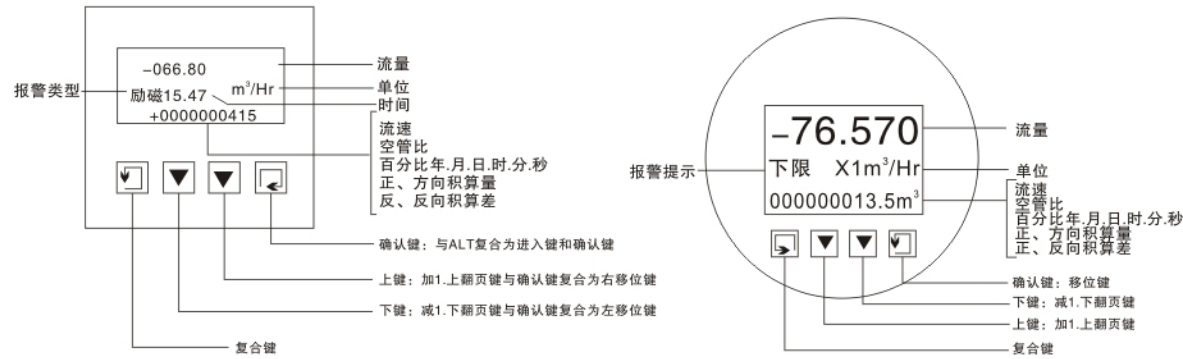 -066.80
励磁15.47 m³/Hr
+0000000415
报警类型
流量
单位
时间
流速
空管比
百分比年.月.日.时.分.秒
正、方向积算量
反、反向积算差
确认键：与ALT复合为进入键和确认键
上键：加1.上翻页键与确认键复合为右移位键
下键：减1.下翻页键与确认键复合为左移位键
复合键
-76.570
下限 X1m³/Hr
000000013.5m³
报警提示
流量
单位
流速
空管比
百分比年.月.日.时.分.秒
正、方向积算量
正、反向积算差
确认键：移位键
下键：减1.下翻页键
上键：加1.上翻页键
复合键